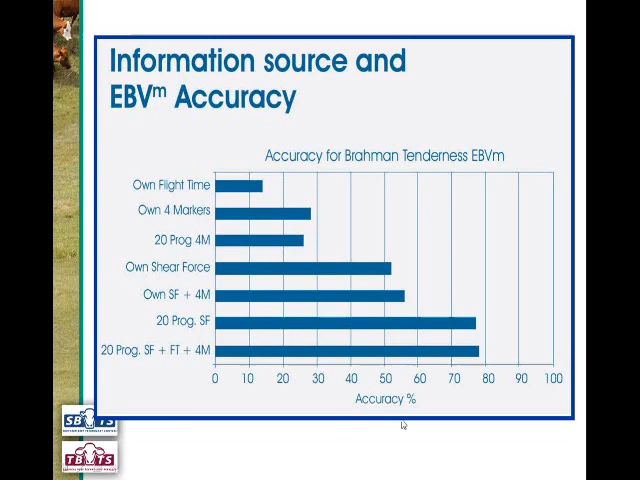 Information source and
EBVᵐ Accuracy
Accuracy for Brahman Tenderness EBVm
Own Flight Time
Own 4 Markers
20 Prog 4M
Own Shear Force
Own SF + 4M
20 Prog. SF
20 Prog. SF + FT + 4M
0 10 20 30 40 50 60 70 80 90 100
Accuracy %
SBTS
TBTS